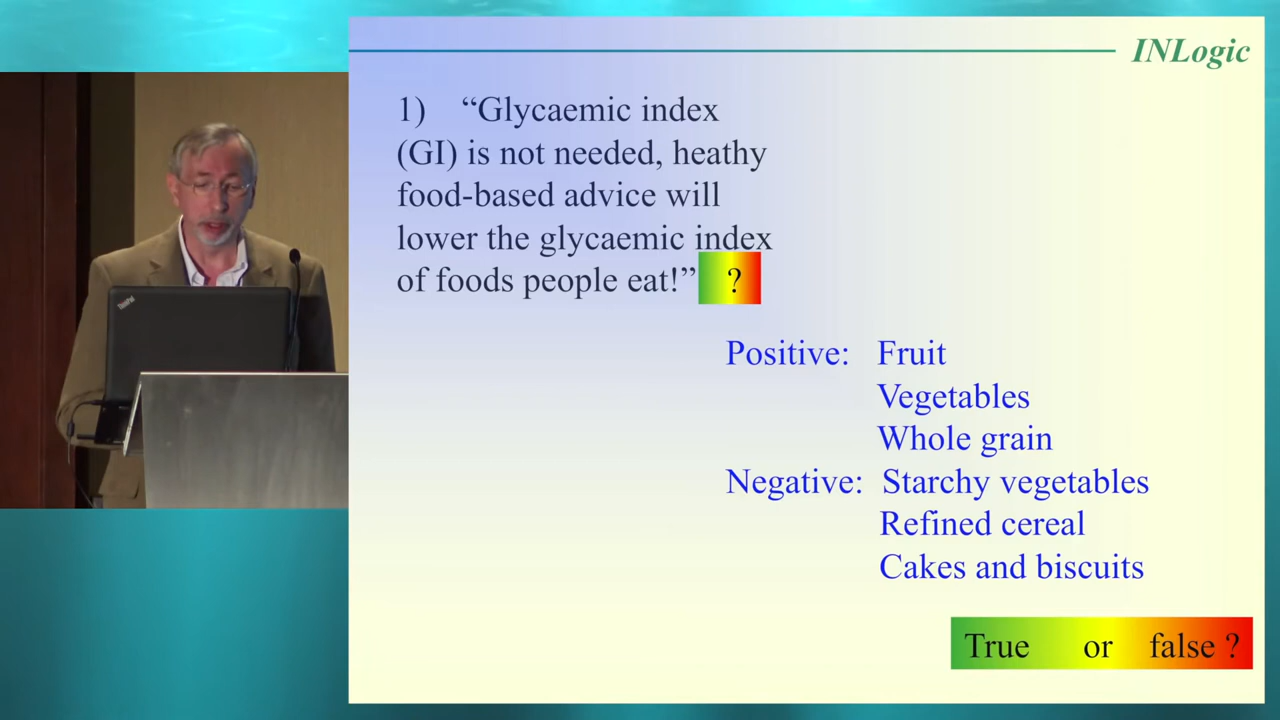 INLogic
1) “Glycaemic index
(GI) is not needed, heathy
food-based advice will
lower the glycaemic index
of foods people eat!” ?
Positive: Fruit
Vegetables
Whole grain
Negative: Starchy vegetables
Refined cereal
Cakes and biscuits
True or false ?
ThinkPad